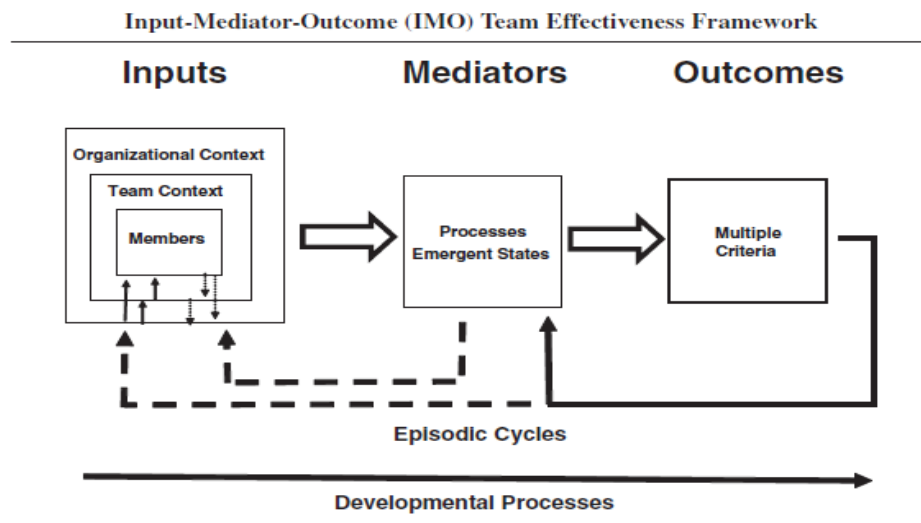 Input-Mediator-Outcome (IMO) Team Effectiveness Framework
Inputs
Mediators
Outcomes
Organizational Context
Team Context
Members
Processes
Emergent States
Multiple
Criteria
Episodic Cycles
Developmental Processes